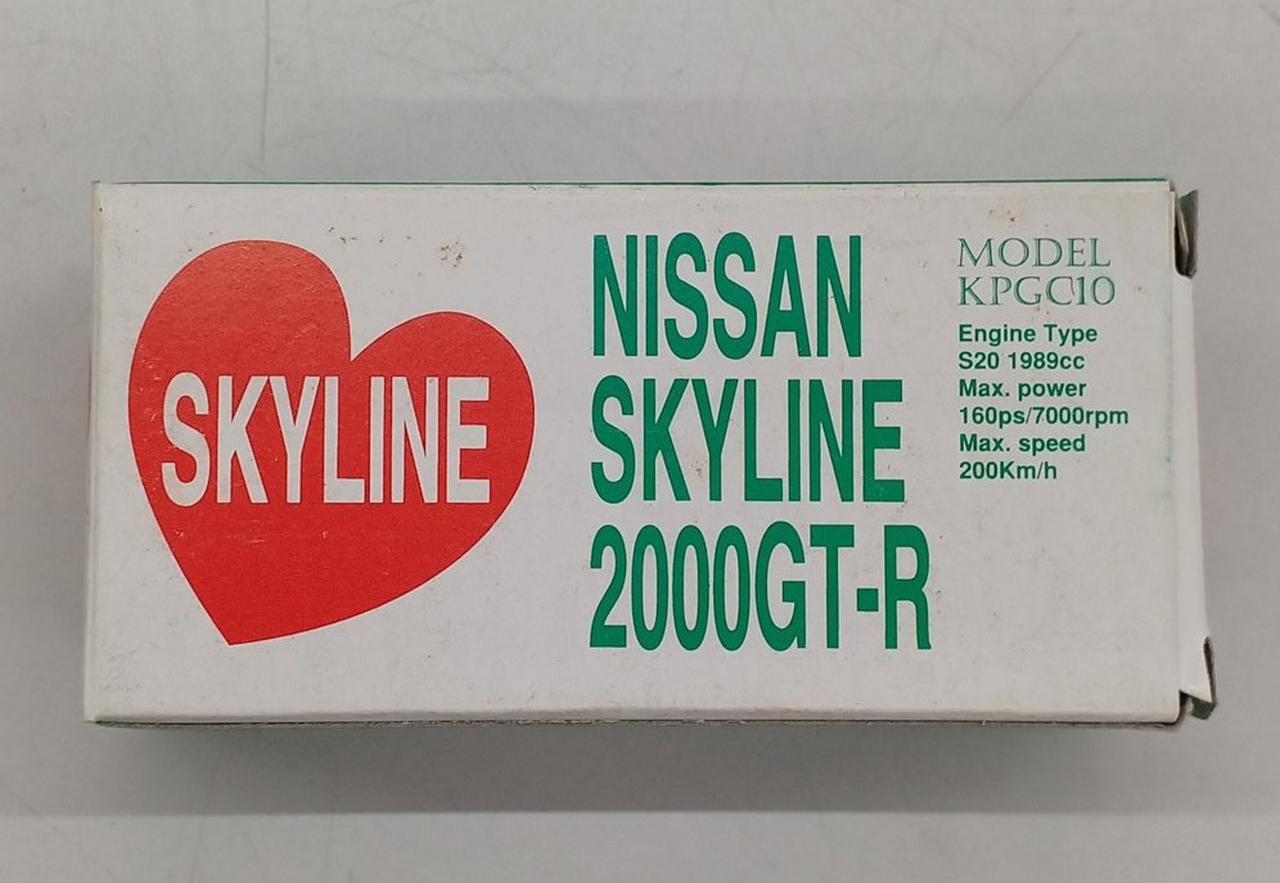 SKYLINE
NISSAN
SKYLINE
2000GT-R
MODEL
KPGC10
Engine Type
S20 1989cc
Max. power
160ps/7000rpm
Max. speed
200Km/h